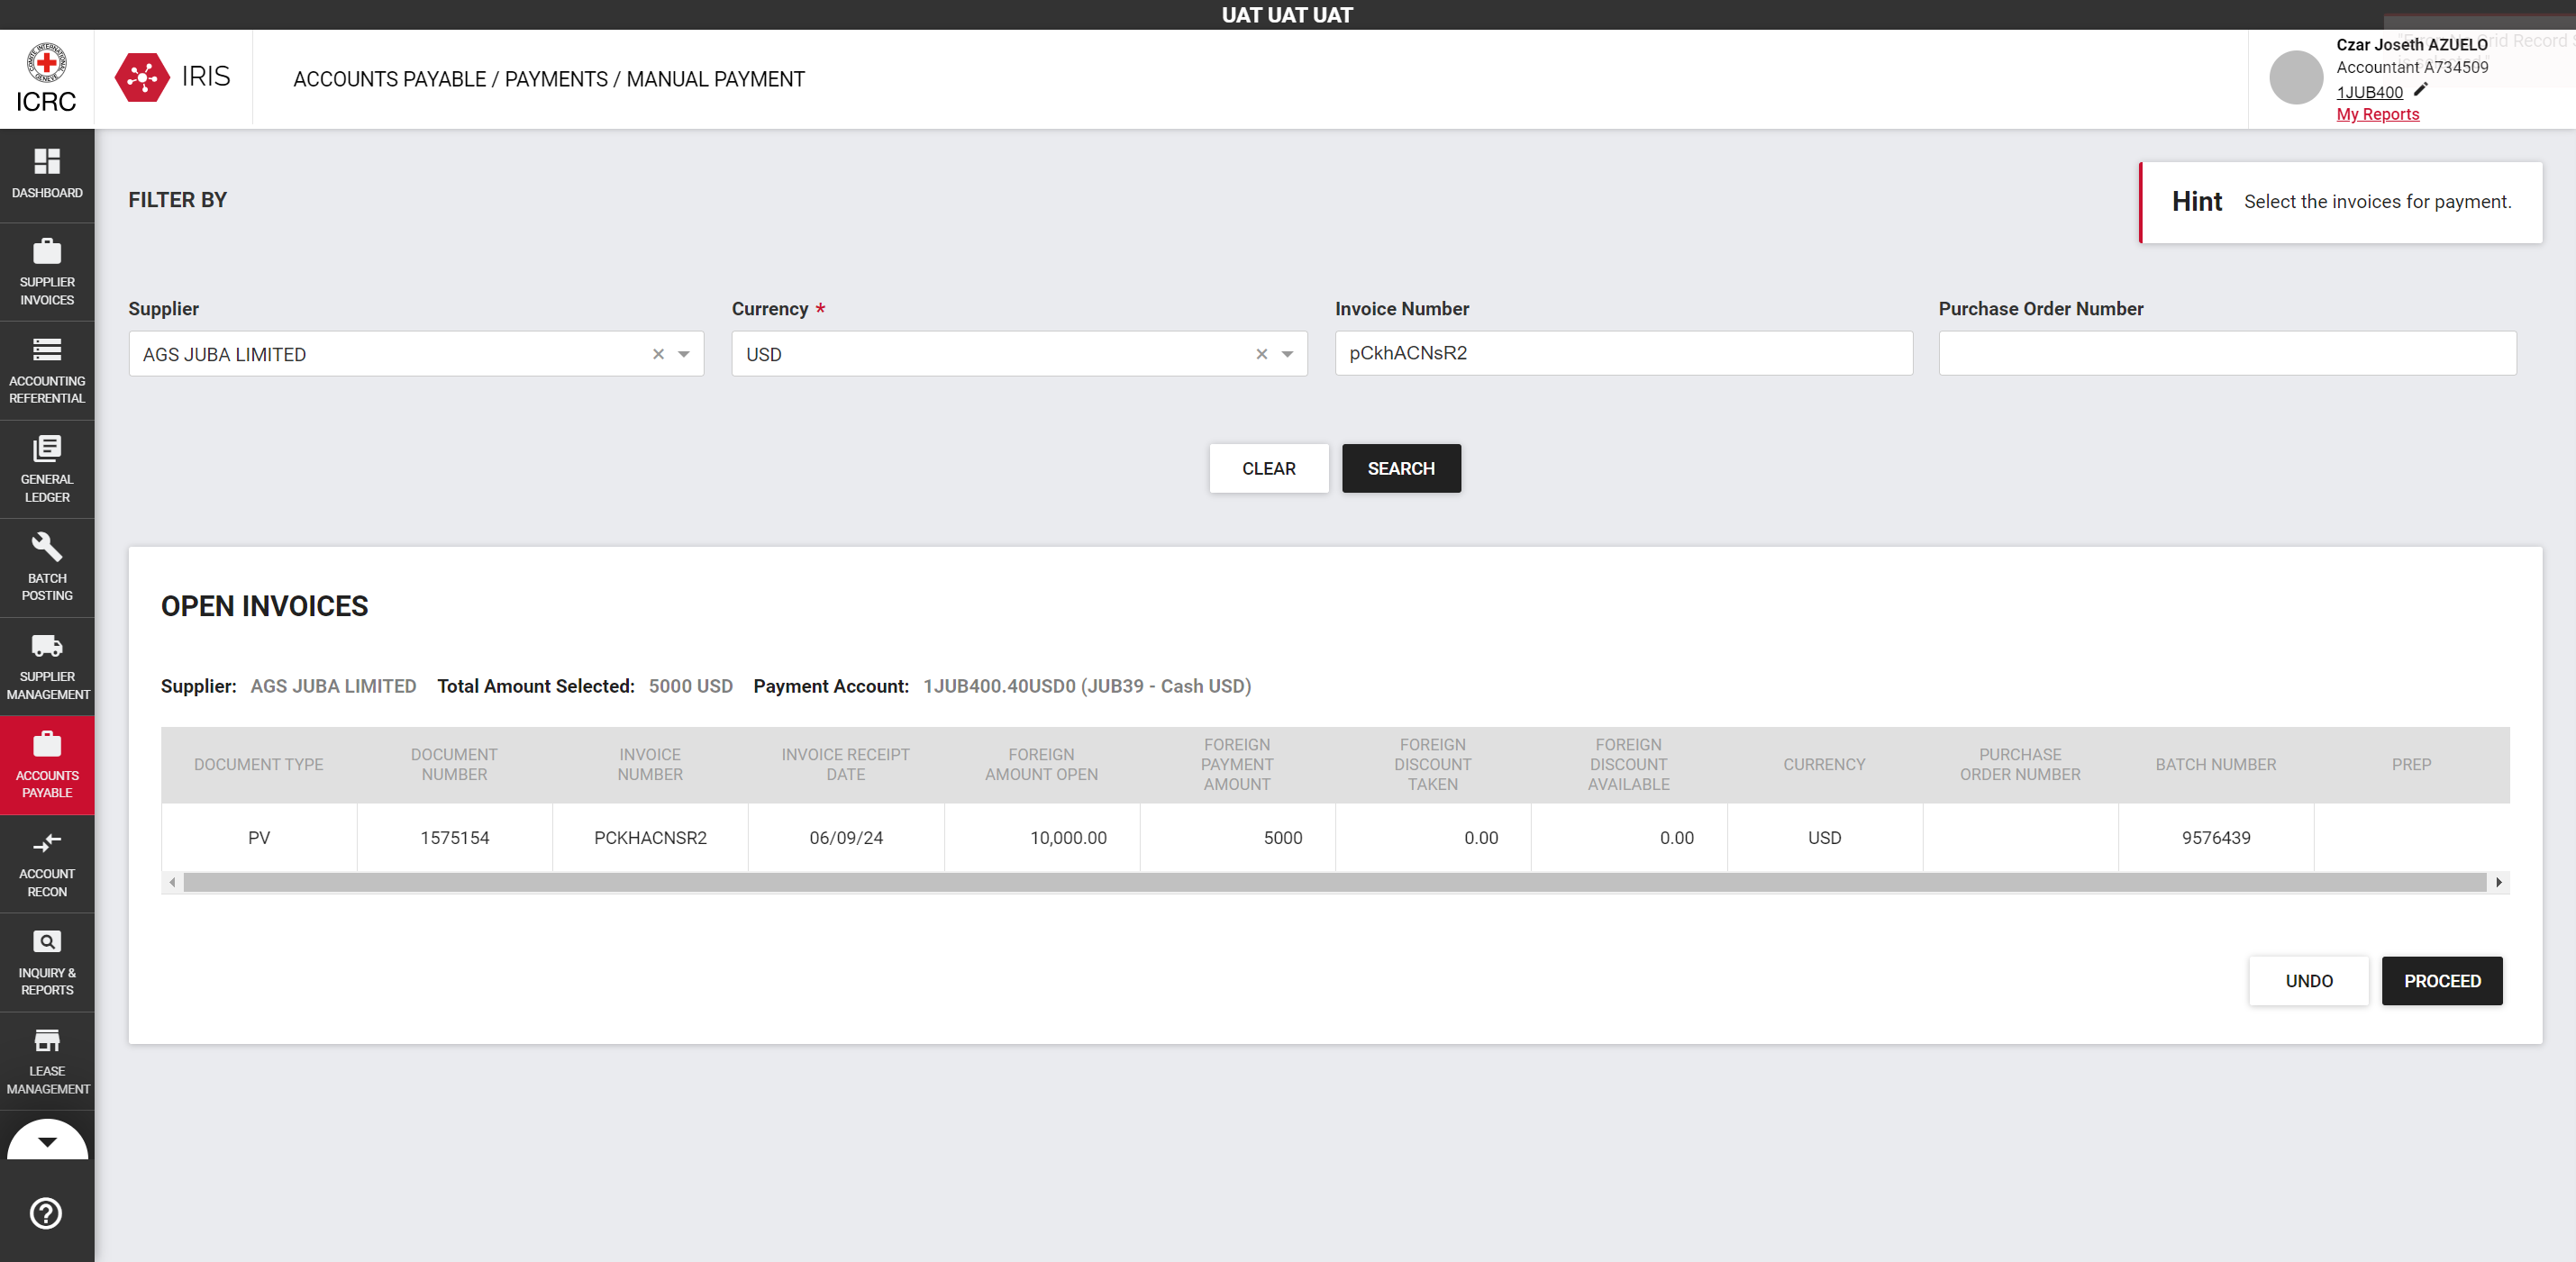 UAT UAT UAT
ICRC
IRIS
ACCOUNTS PAYABLE / PAYMENTS / MANUAL PAYMENT
Czar Joseth AZUELO
Accountant A734509
1JUB400
My Reports
DASHBOARD
SUPPLIER
INVOICES
ACCOUNTING
REFERENTIAL
GENERAL
LEDGER
BATCH
POSTING
SUPPLIER
MANAGEMENT
ACCOUNTS
PAYABLE
ACCOUNT
RECON
INQUIRY &
REPORTS
LEASE
MANAGEMENT
FILTER BY
Hint Select the invoices for payment.
Supplier Currency * Invoice Number Purchase Order Number
AGS JUBA LIMITED USD pCkhACNsR2
CLEAR SEARCH
OPEN INVOICES
Supplier: AGS JUBA LIMITED Total Amount Selected: 5000 USD Payment Account: 1JUB400.40USD0 (JUB39 - Cash USD)
DOCUMENT TYPE
DOCUMENT
NUMBER
INVOICE
NUMBER
INVOICE RECEIPT
DATE
FOREIGN
AMOUNT OPEN
FOREIGN
PAYMENT
AMOUNT
FOREIGN
DISCOUNT
TAKEN
FOREIGN
DISCOUNT
AVAILABLE
CURRENCY
PURCHASE
ORDER NUMBER
BATCH NUMBER
PREP
PV 1575154 PCKHACNSR2 06/09/24 10,000.00 5000 0.00 0.00 USD 9576439
UNDO PROCEED